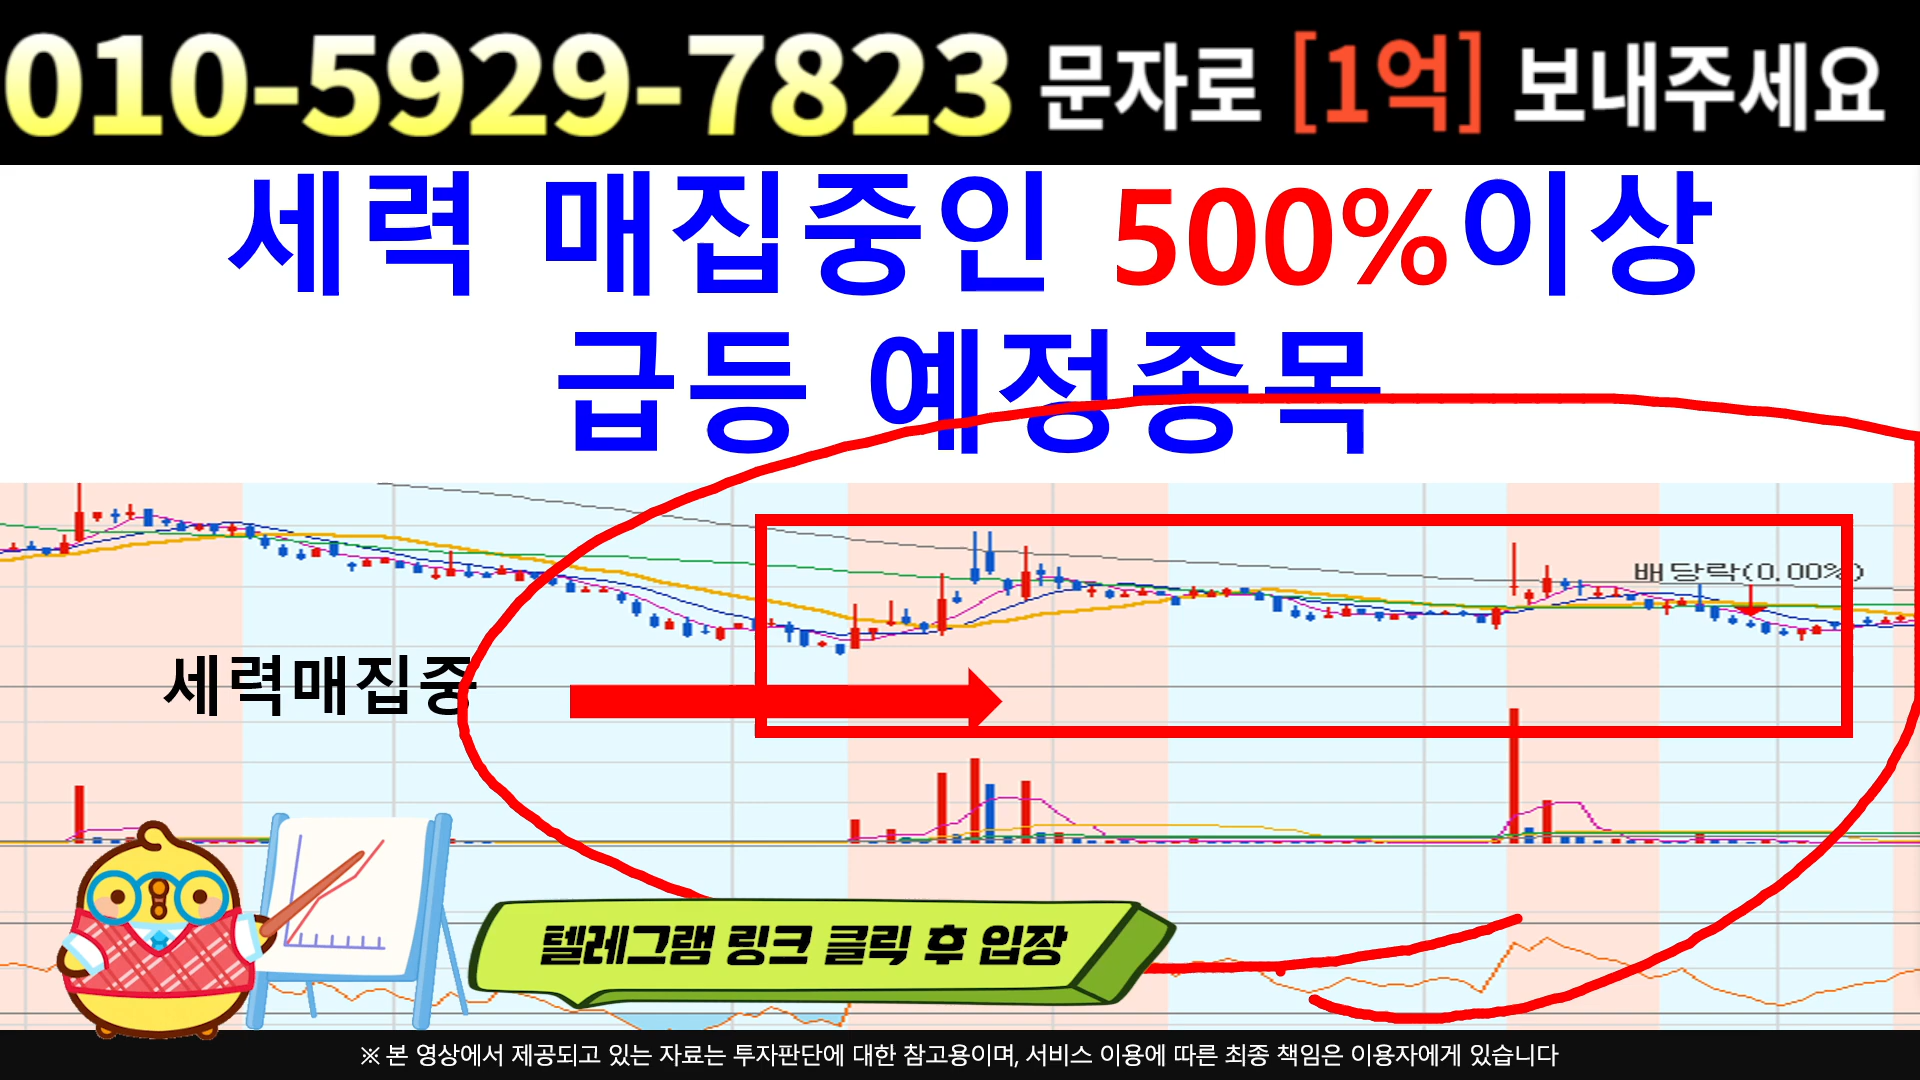 010-5929-7823 문자로 [1억] 보내주세요
세력 매집중인 500%이상
급등 예정종목
배당락(0.00%)
세력매집중
텔레그램 링크 클릭 후 입장
※ 본 영상에서 제공되고 있는 자료는 투자판단에 대한 참고용이며, 서비스 이용에 따른 최종 책임은 이용자에게 있습니다